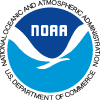 NATIONAL OCEANIC AND ATMOSPHERIC ADMINISTRATION
NOAA
U.S. DEPARTMENT OF COMMERCE